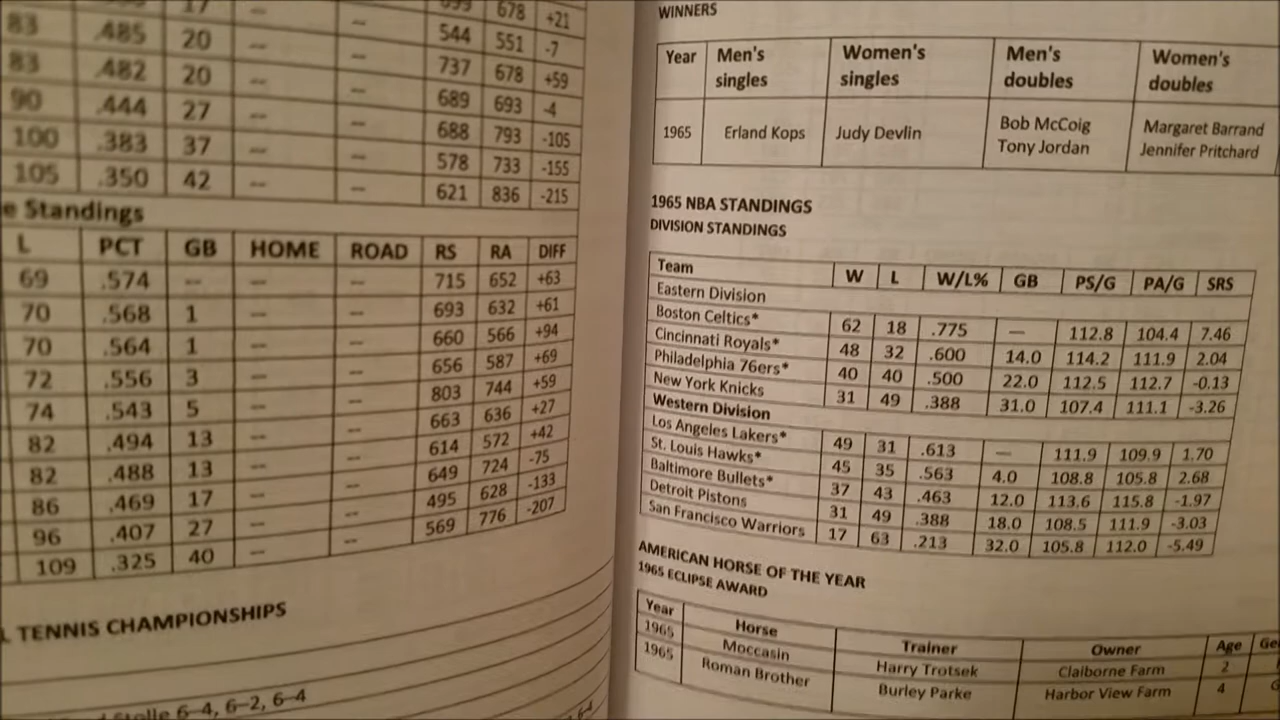 17 678 +21
83 .485 20 -- -- 544 551 -7
83 .482 20 -- -- 737 678 +59
90 .444 27 -- -- 689 693 -4
100 .383 37 -- -- 688 793 -105
105 .350 42 -- -- 578 733 -155
621 836 -215
e Standings
L PCT GB HOME ROAD RS RA DIFF
69 .574 -- -- -- 715 652 +63
70 .568 1 -- -- 693 632 +61
70 .564 1 -- -- 660 566 +94
72 .556 3 -- -- 656 587 +69
74 .543 5 -- -- 803 744 +59
82 .494 13 -- -- 663 636 +27
82 .488 13 -- -- 614 572 +42
86 .469 17 -- -- 649 724 -75
96 .407 27 -- -- 495 628 -133
109 .325 40 -- -- 569 776 -207
TENNIS CHAMPIONSHIPS
6–4, 6–2, 6–4
WINNERS
Year Men's singles Women's singles Men's doubles Women's doubles
1965 Erland Kops Judy Devlin Bob McCoig Margaret Barrand
Tony Jordan Jennifer Pritchard
1965 NBA STANDINGS
DIVISION STANDINGS
Team W L W/L% GB PS/G PA/G SRS
Eastern Division
Boston Celtics* 62 18 .775 — 112.8 104.4 7.46
Cincinnati Royals* 48 32 .600 14.0 114.2 111.9 2.04
Philadelphia 76ers* 40 40 .500 22.0 112.5 112.7 -0.13
New York Knicks 31 49 .388 31.0 107.4 111.1 -3.26
Western Division
Los Angeles Lakers* 49 31 .613 — 111.9 109.9 1.70
St. Louis Hawks* 45 35 .563 4.0 108.8 105.8 2.68
Baltimore Bullets* 37 43 .463 12.0 113.6 115.8 -1.97
Detroit Pistons 31 49 .388 18.0 108.5 111.9 -3.03
San Francisco Warriors 17 63 .213 32.0 105.8 112.0 -5.49
AMERICAN HORSE OF THE YEAR
1965 ECLIPSE AWARD
Year Horse Trainer Owner Age
1965 Moccasin Harry Trotsek Claiborne Farm 2
1965 Roman Brother Burley Parke Harbor View Farm 4